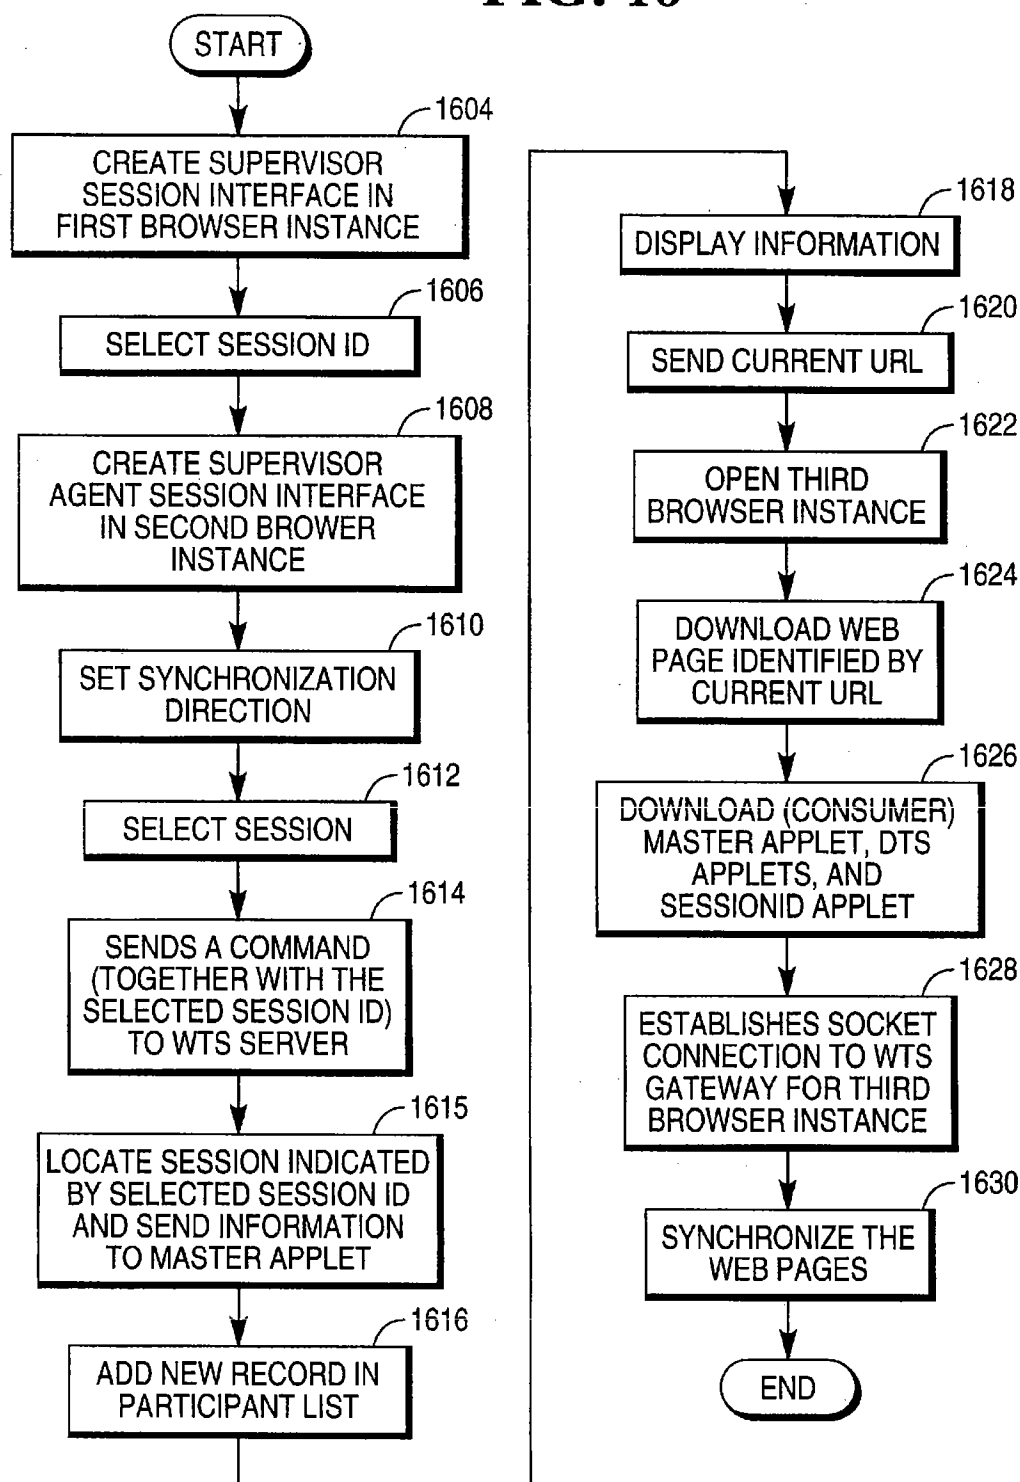 START
1604
CREATE SUPERVISOR
SESSION INTERFACE IN
FIRST BROWSER INSTANCE
1606
SELECT SESSION ID
1608
CREATE SUPERVISOR
AGENT SESSION INTERFACE
IN SECOND BROWER
INSTANCE
1610
SET SYNCHRONIZATION
DIRECTION
1612
SELECT SESSION
1614
SENDS A COMMAND
(TOGETHER WITH THE
SELECTED SESSION ID)
TO WTS SERVER
1615
LOCATE SESSION INDICATED
BY SELECTED SESSION ID
AND SEND INFORMATION
TO MASTER APPLET
1616
ADD NEW RECORD IN
PARTICIPANT LIST
1618
DISPLAY INFORMATION
1620
SEND CURRENT URL
1622
OPEN THIRD
BROWSER INSTANCE
1624
DOWNLOAD WEB
PAGE IDENTIFIED BY
CURRENT URL
1626
DOWNLOAD (CONSUMER)
MASTER APPLET, DTS
APPLETS, AND
SESSIONID APPLET
1628
ESTABLISHES SOCKET
CONNECTION TO WTS
GATEWAY FOR THIRD
BROWSER INSTANCE
1630
SYNCHRONIZE THE
WEB PAGES
END